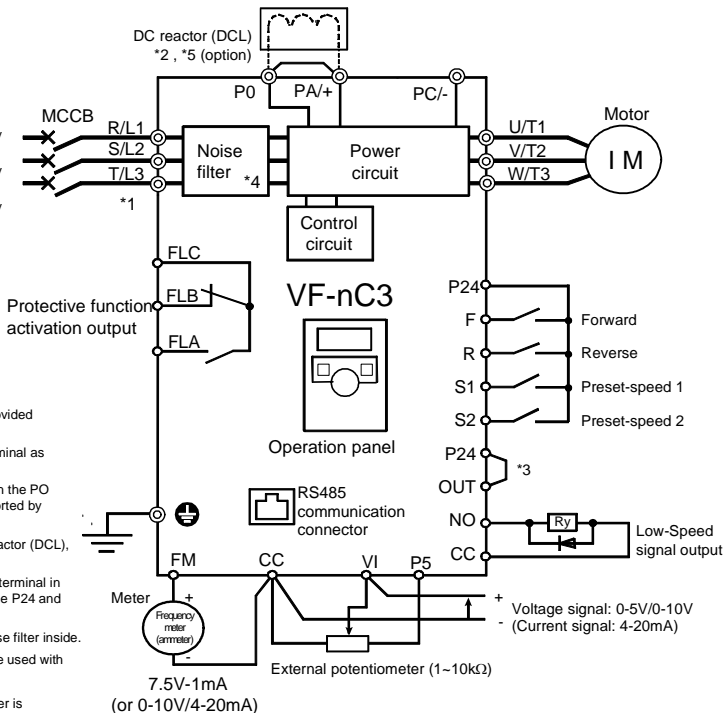 DC reactor (DCL)
*2 , *5 (option)
P0
PA/+
PC/-
MCCB
Motor
R/L1
S/L2
T/L3
*1
Noise
filter
*4
Power
circuit
U/T1
V/T2
W/T3
I M
Control
circuit
FLC
FLB
FLA
Protective function
activation output
VF-nC3
Operation panel
P24
F
Forward
R
Reverse
S1
Preset-speed 1
S2
Preset-speed 2
P24
*3
OUT
RS485
communication
connector
NO
Ry
CC
Low-Speed
signal output
minal as
n the PO
orted by
actor (DCL),
terminal in
e P24 and
se filter inside.
e used with
er is
FM
CC
VI
P5
Meter
+
Frequency
meter
(ammeter)
-
+
-
Voltage signal: 0-5V/0-10V
(Current signal: 4-20mA)
External potentiometer (1~10kΩ)
7.5V-1mA
(or 0-10V/4-20mA)